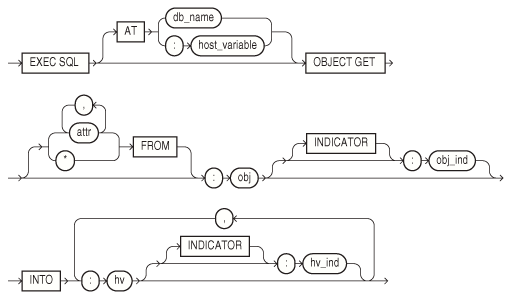 db_name
AT
: host_variable
EXEC SQL OBJECT GET
,
attr INDICATOR
* FROM : obj_ind
: obj
,
INDICATOR
INTO : hv : hv_ind